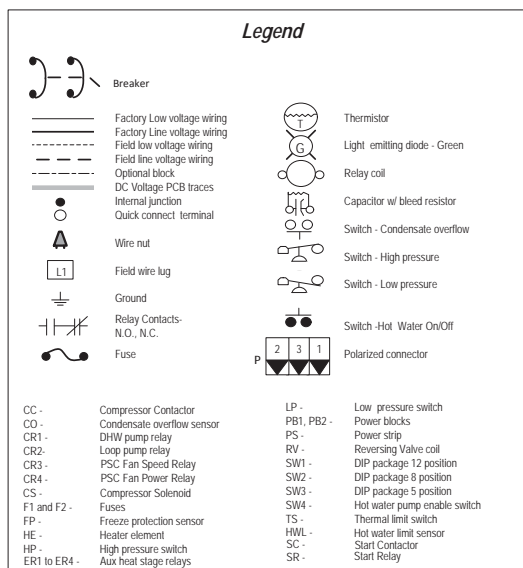 Legend
Breaker
Factory Low voltage wiring
Factory Line voltage wiring
Field low voltage wiring
Field line voltage wiring
Optional block
DC Voltage PCB traces
Internal junction
Quick connect terminal
Wire nut
L1 Field wire lug
Ground
Relay Contacts-
N.O., N.C.
Fuse
T Thermistor
G Light emitting diode - Green
Relay coil
Capacitor w/ bleed resistor
Switch - Condensate overflow
Switch - High pressure
Switch - Low pressure
Switch -Hot Water On/Off
P 2 3 1 Polarized connector
CC - Compressor Contactor
CO - Condensate overflow sensor
CR1 - DHW pump relay
CR2- Loop pump relay
CR3 - PSC Fan Speed Relay
CR4 - PSC Fan Power Relay
CS - Compressor Solenoid
F1 and F2 - Fuses
FP - Freeze protection sensor
HE - Heater element
HP - High pressure switch
ER1 to ER4 - Aux heat stage relays
LP - Low pressure switch
PB1, PB2 - Power blocks
PS - Power strip
RV - Reversing Valve coil
SW1 - DIP package 12 position
SW2 - DIP package 8 position
SW3 - DIP package 5 position
SW4 - Hot water pump enable switch
TS - Thermal limit switch
HWL - Hot water limit sensor
SC - Start Contactor
SR - Start Relay